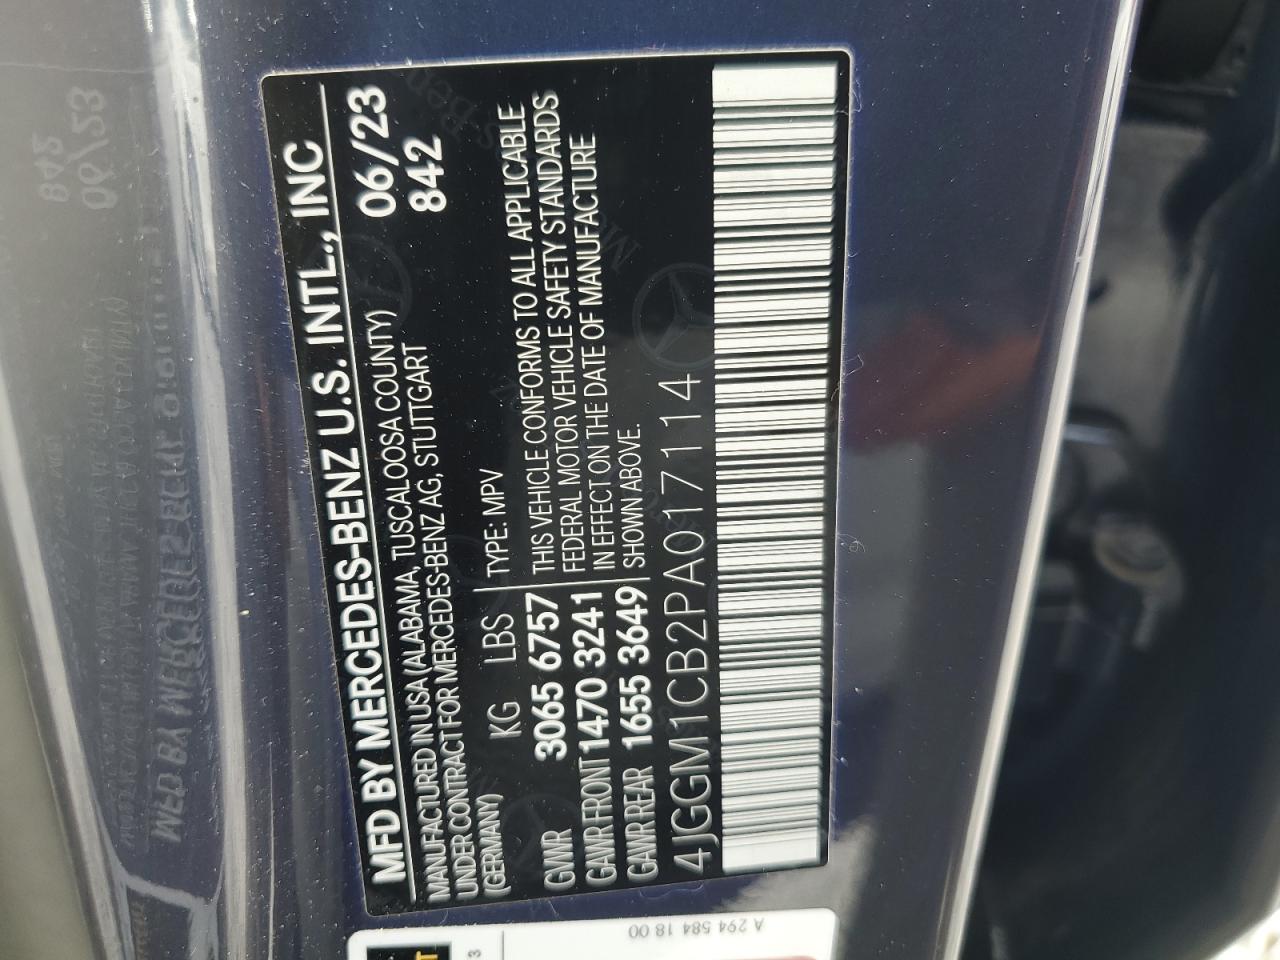 MFD BY MERCEDES-BENZ U.S. INTL., INC
MANUFACTURED IN USA (ALABAMA, TUSCALOOSA COUNTY) 06/23
UNDER CONTRACT FOR MERCEDES-BENZ AG, STUTTGART 842
(GERMANY)
KG LBS TYPE: MPV
GVWR 3065 6757 THIS VEHICLE CONFORMS TO ALL APPLICABLE
FEDERAL MOTOR VEHICLE SAFETY STANDARDS
GAWR FRONT 1470 3241 IN EFFECT ON THE DATE OF MANUFACTURE
GAWR REAR 1655 3649 SHOWN ABOVE.
4JGGM1CB2PA017114
A 294 584 18 00